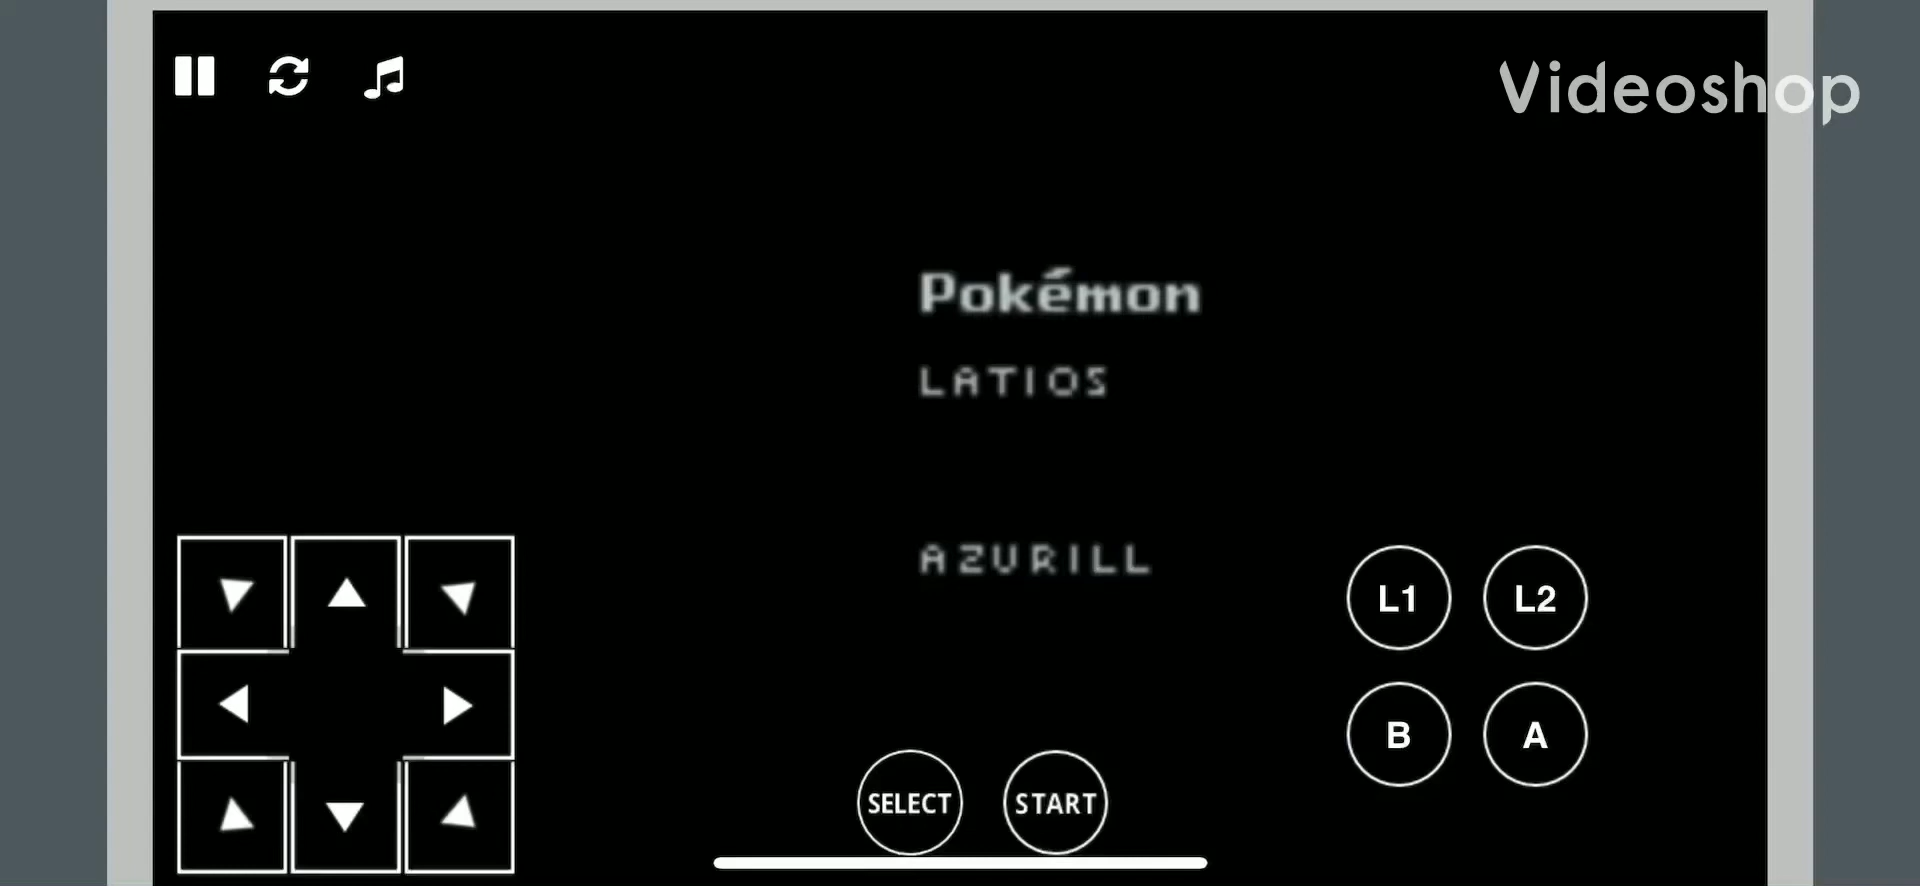 Videoshop
Pokémon
LATIOS
AZURILL
L1 L2
B A
SELECT START